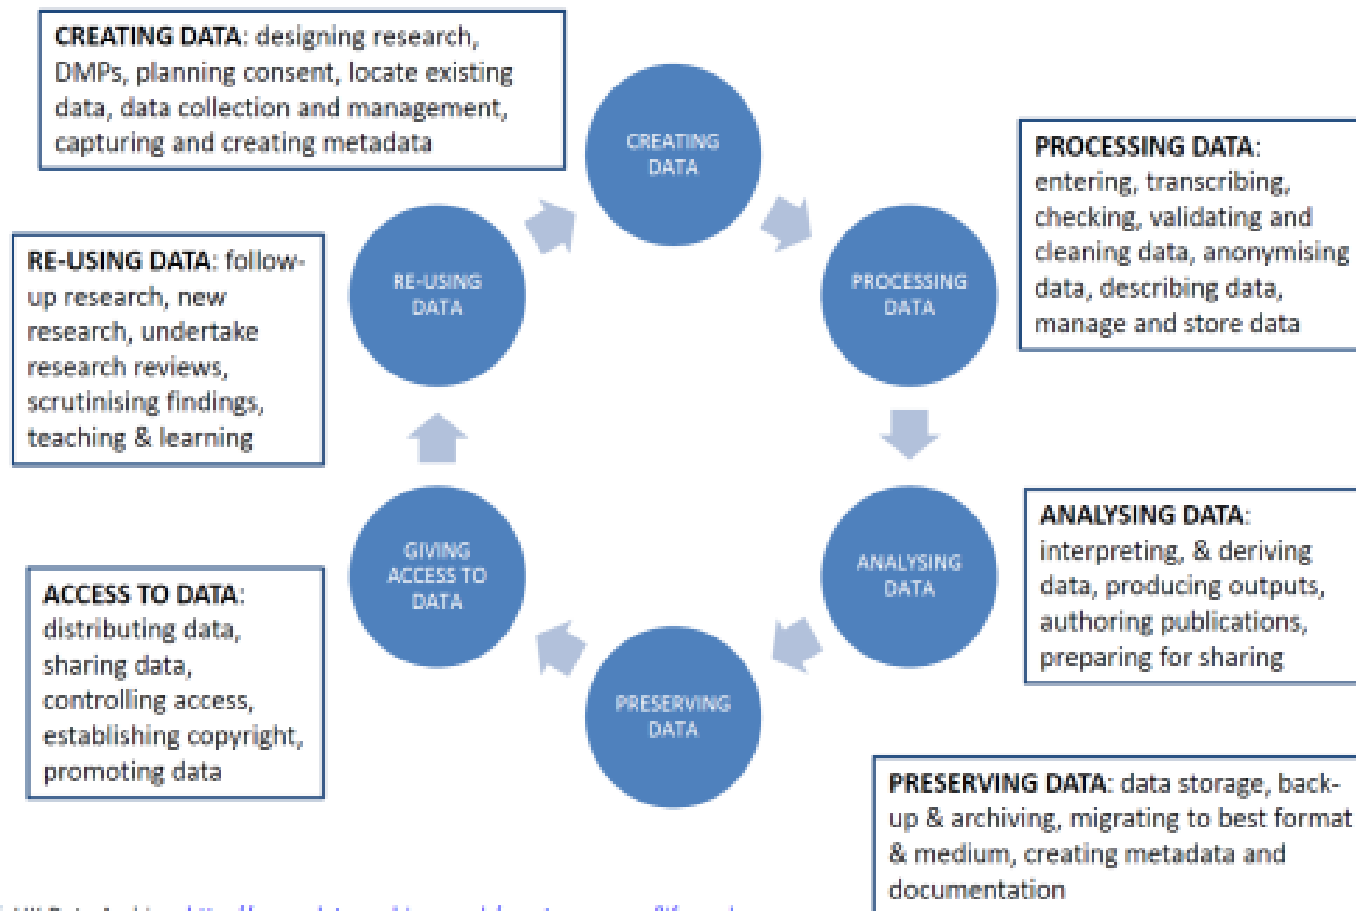 CREATING DATA: designing research,
DMPs, planning consent, locate existing
data, data collection and management,
capturing and creating metadata
CREATING
DATA
PROCESSING DATA:
entering, transcribing,
checking, validating and
cleaning data, anonymising
data, describing data,
manage and store data
RE-USING DATA: follow-
up research, new
research, undertake
research reviews,
scrutinising findings,
teaching & learning
RE-USING
DATA
PROCESSING
DATA
ANALYSING DATA:
interpreting, & deriving
data, producing outputs,
authoring publications,
preparing for sharing
GIVING
ACCESS TO
DATA
ANALYSING
DATA
ACCESS TO DATA:
distributing data,
sharing data,
controlling access,
establishing copyright,
promoting data
PRESERVING
DATA
PRESERVING DATA: data storage, back-
up & archiving, migrating to best format
& medium, creating metadata and
documentation